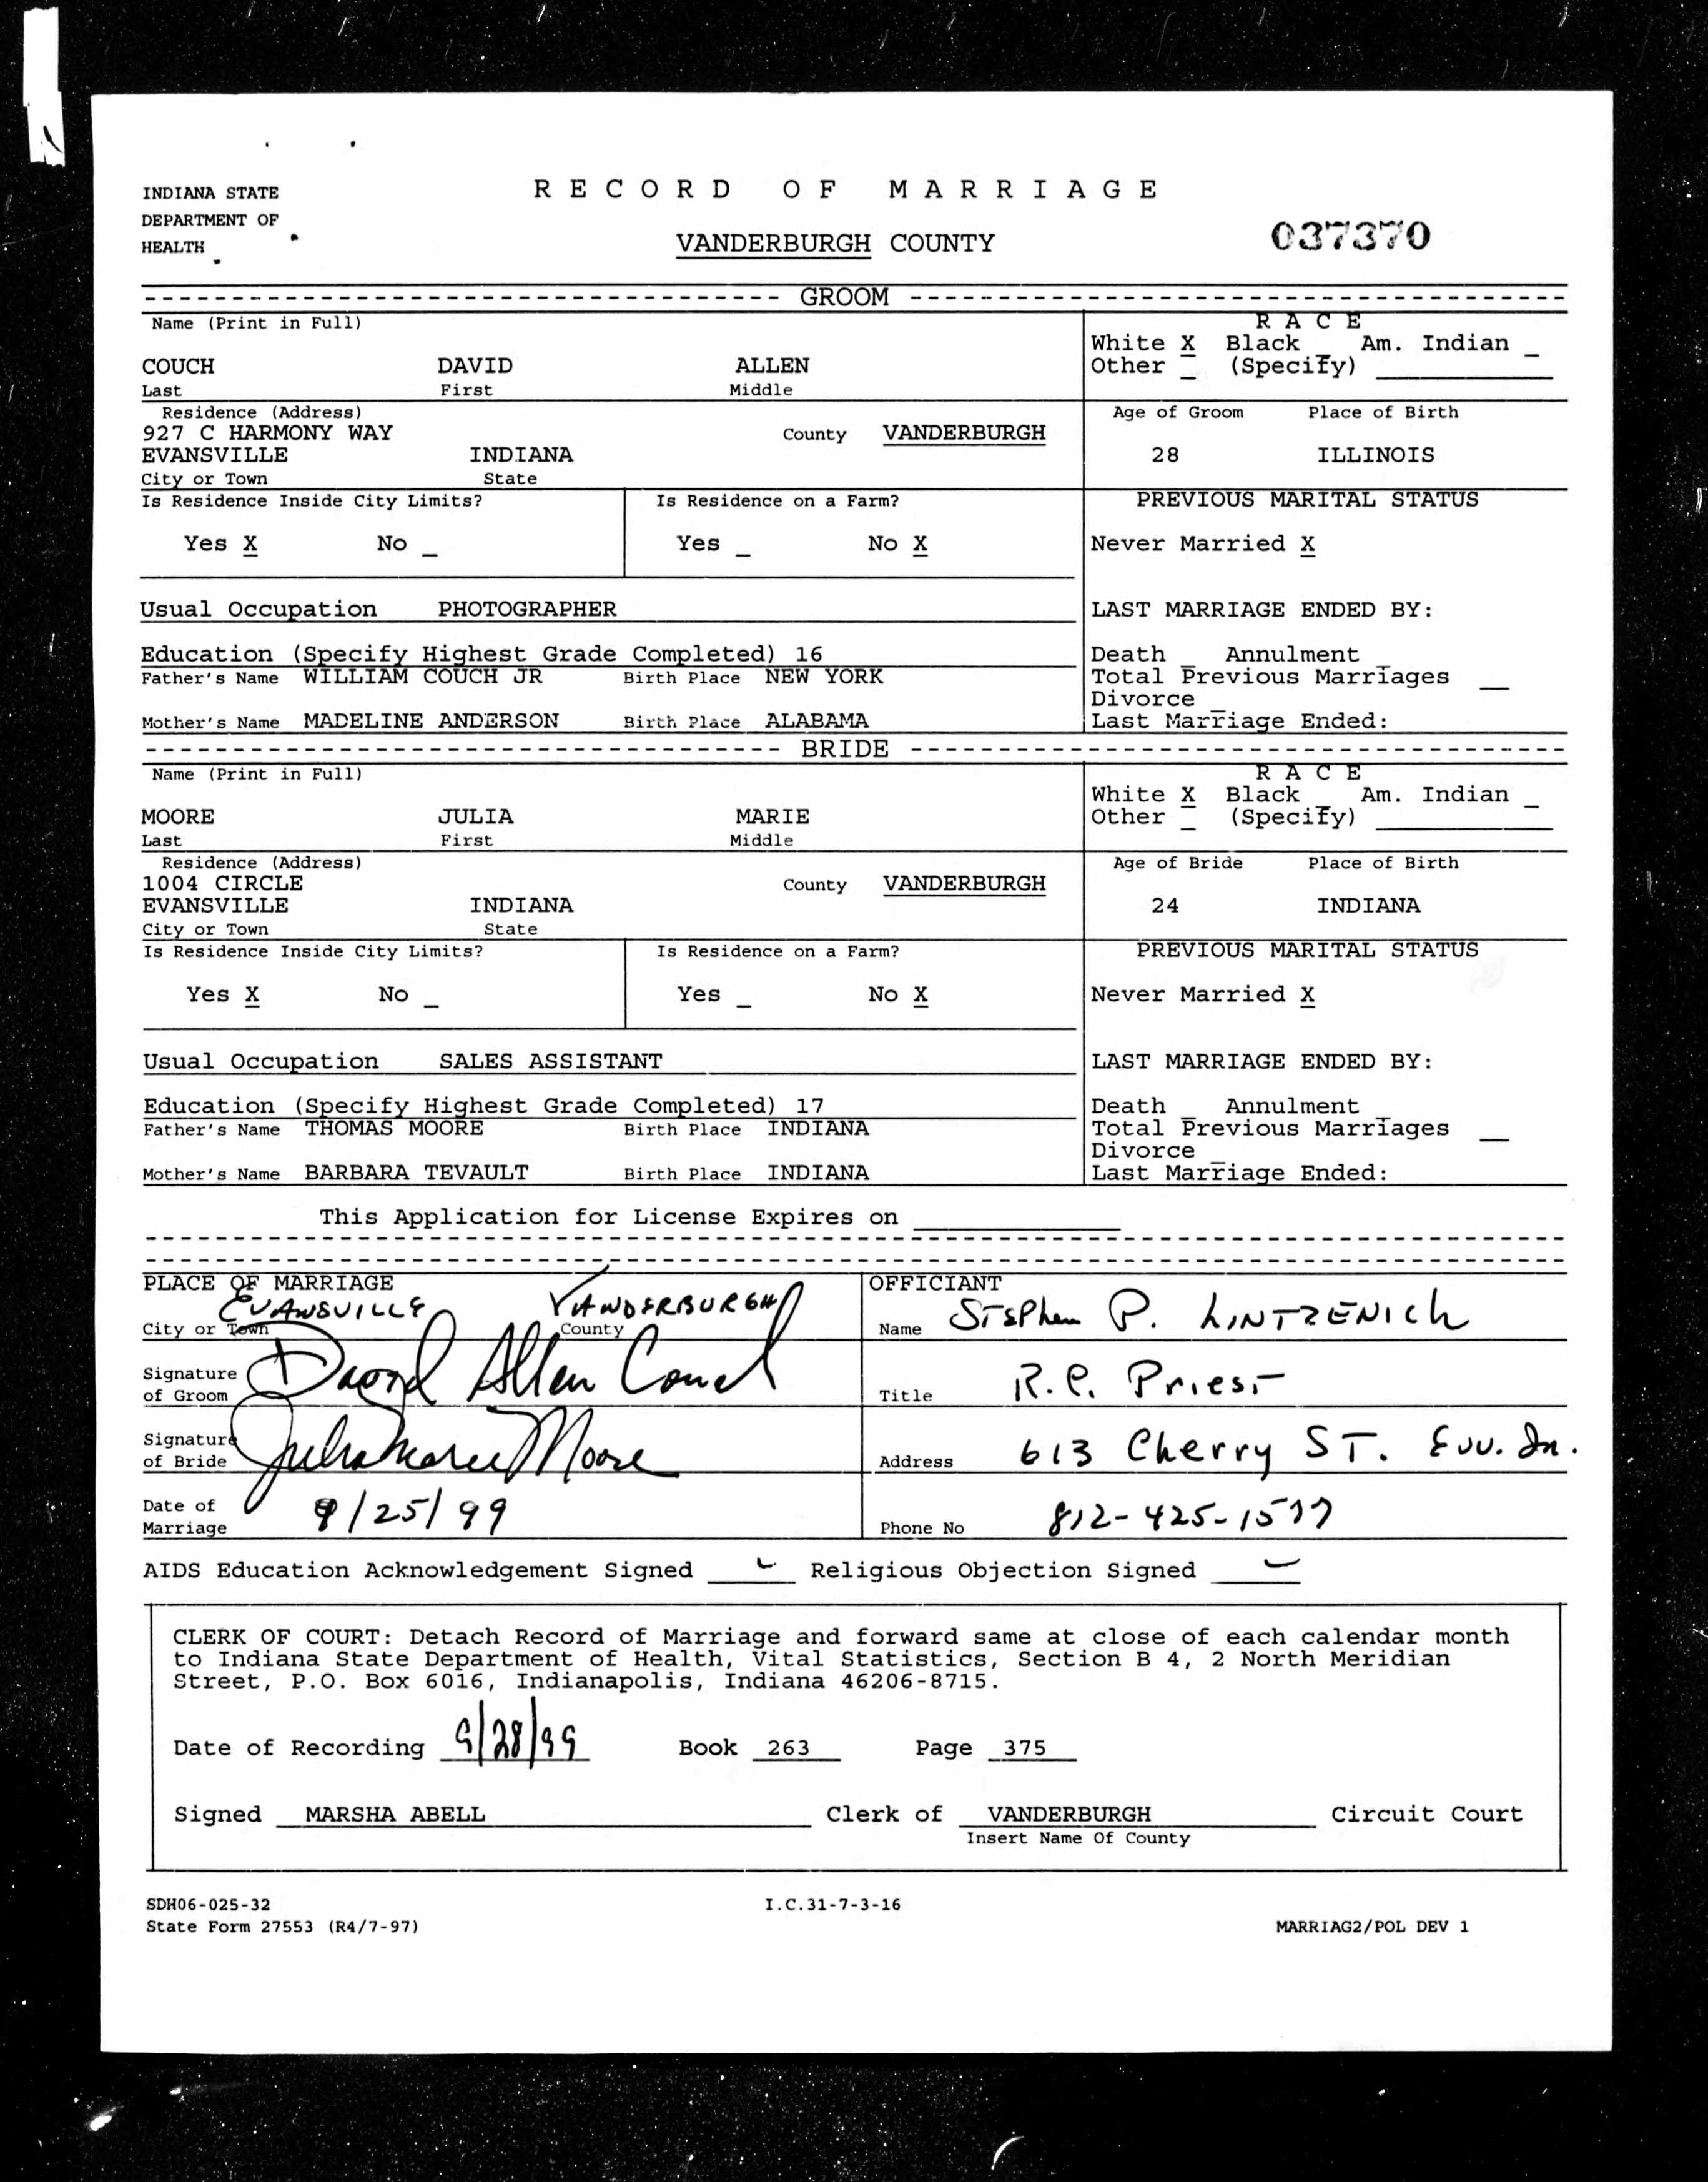 INDIANA STATE
DEPARTMENT OF
HEALTH
RECORD OF MARRIAGE
VANDERBURGH COUNTY
037370
GROOM
Name (Print in Full)
RACE
White X Black _ Am. Indian _
COUCH DAVID ALLEN
Other _ (Specify)
Last First Middle
Residence (Address)
Age of Groom Place of Birth
927 C HARMONY WAY
County VANDERBURGH
EVANSVILLE INDIANA
28 ILLINOIS
City or Town State
Is Residence Inside City Limits? Is Residence on a Farm? PREVIOUS MARITAL STATUS
Yes X No _ Yes _ No X Never Married X
Usual Occupation PHOTOGRAPHER LAST MARRIAGE ENDED BY:
Education (Specify Highest Grade Completed) 16 Death _ Annulment _
Father's Name WILLIAM COUCH JR Birth Place NEW YORK Total Previous Marriages __
Divorce _
Mother's Name MADELINE ANDERSON Birth Place ALABAMA Last Marriage Ended:
BRIDE
Name (Print in Full)
RACE
White X Black _ Am. Indian _
MOORE JULIA MARIE
Other _ (Specify)
Last First Middle
Residence (Address)
Age of Bride Place of Birth
1004 CIRCLE
County VANDERBURGH
EVANSVILLE INDIANA
24 INDIANA
City or Town State
Is Residence Inside City Limits? Is Residence on a Farm? PREVIOUS MARITAL STATUS
Yes X No _ Yes _ No X Never Married X
Usual Occupation SALES ASSISTANT LAST MARRIAGE ENDED BY:
Education (Specify Highest Grade Completed) 17 Death _ Annulment _
Father's Name THOMAS MOORE Birth Place INDIANA Total Previous Marriages __
Divorce _
Mother's Name BARBARA TEVAULT Birth Place INDIANA Last Marriage Ended:
This Application for License Expires on
PLACE OF MARRIAGE OFFICIANT
EVANSVILLE VANDERBURGH
City or Town County
Name Stephen P. LINTZENICh
Signature
of Groom David Allen Couch
Title R.C. Priest
Signature
of Bride Julia Marie Moore
Address 613 Cherry ST. Evv. In.
Date of
Marriage 9/25/99
Phone No 812-425-1577
AIDS Education Acknowledgement Signed Religious Objection Signed
CLERK OF COURT: Detach Record of Marriage and forward same at close of each calendar month
to Indiana State Department of Health, Vital Statistics, Section B 4, 2 North Meridian
Street, P.O. Box 6016, Indianapolis, Indiana 46206-8715.
Date of Recording 9/28/99 Book 263 Page 375
Signed MARSHA ABELL Clerk of VANDERBURGH Circuit Court
Insert Name Of County
SDH06-025-32 I.C.31-7-3-16
State Form 27553 (R4/7-97) MARRIAG2/POL DEV 1